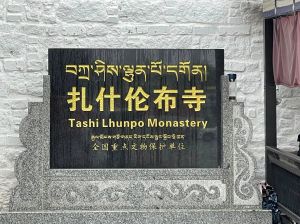 བཀྲ་ཤིས་ལྷུན་པོ་དགོན།
扎什伦布寺
Tashi Lhunpo Monastery
全国重点文物保护单位